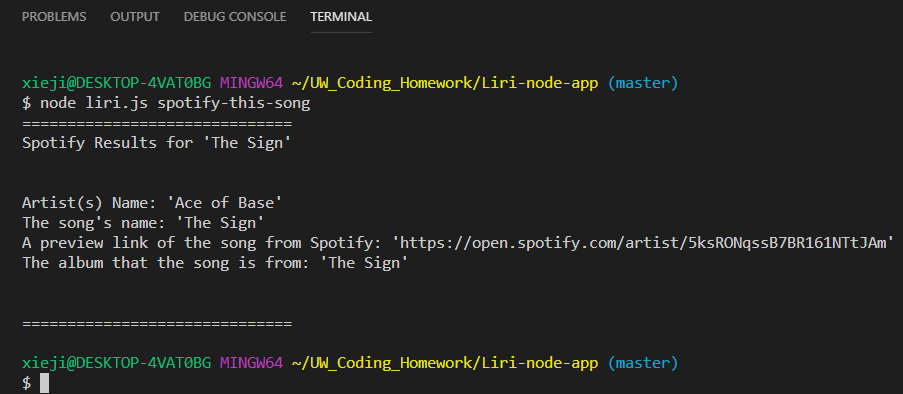 PROBLEMS OUTPUT DEBUG CONSOLE TERMINAL
xieji@DESKTOP-4VAT0BG MINGW64 ~/UW_Coding_Homework/Liri-node-app (master)
$ node liri.js spotify-this-song
==============================
Spotify Results for 'The Sign'
Artist(s) Name: 'Ace of Base'
The song's name: 'The Sign'
A preview link of the song from Spotify: 'https://open.spotify.com/artist/5ksRONqssB7BR161NTtJAm'
The album that the song is from: 'The Sign'
==============================
xieji@DESKTOP-4VAT0BG MINGW64 ~/UW_Coding_Homework/Liri-node-app (master)
$